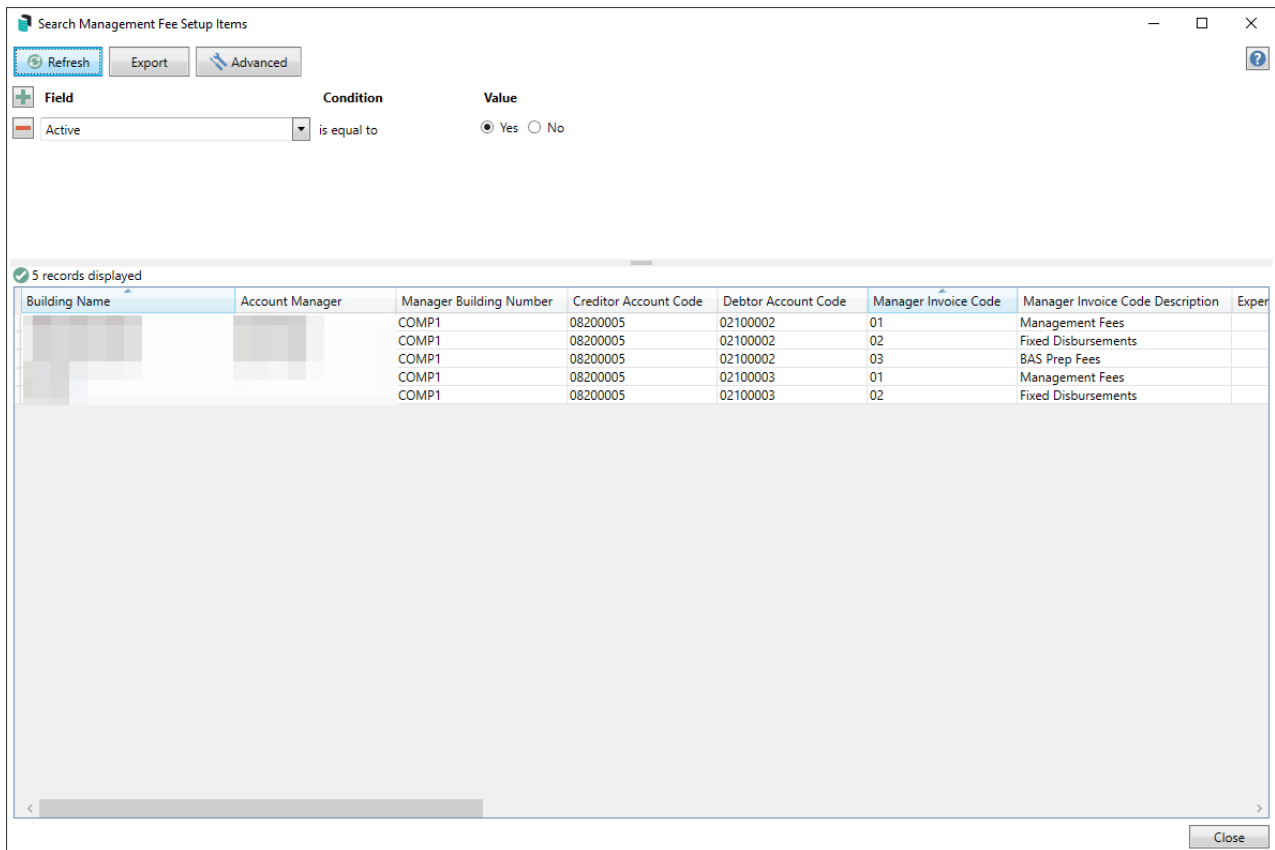 Search Management Fee Setup Items
Refresh Export Advanced
Field Condition Value
Active is equal to Yes No
5 records displayed
Building Name Account Manager Manager Building Number Creditor Account Code Debtor Account Code Manager Invoice Code Manager Invoice Code Description Exper
COMP1 08200005 02100002 01 Management Fees
COMP1 08200005 02100002 02 Fixed Disbursements
COMP1 08200005 02100002 03 BAS Prep Fees
COMP1 08200005 02100003 01 Management Fees
COMP1 08200005 02100003 02 Fixed Disbursements
Close